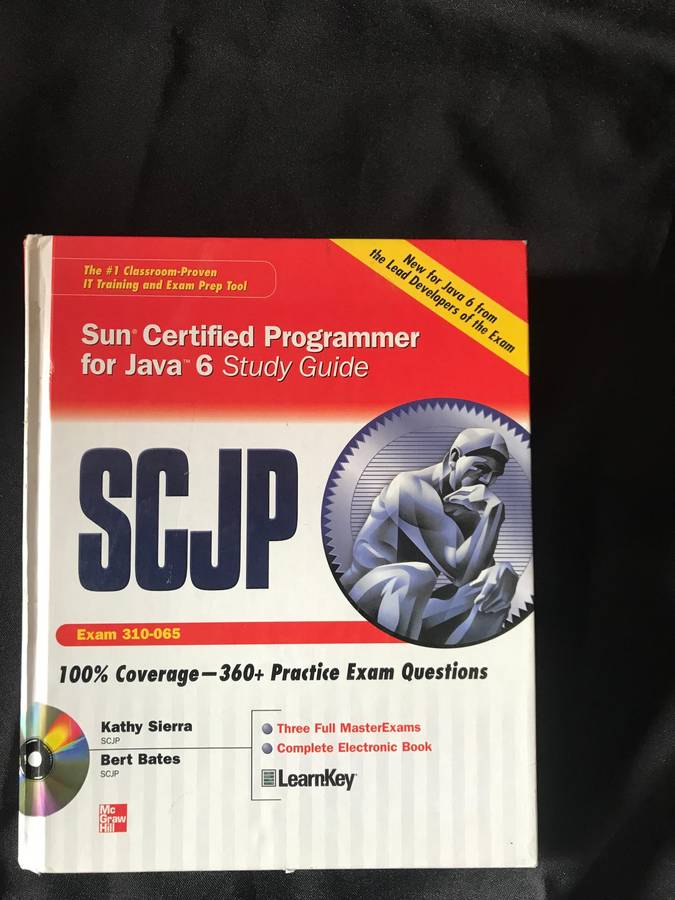 The #1 Classroom-Proven
IT Training and Exam Prep Tool
New for Java 6 from
the Lead Developers of the Exam
Sun® Certified Programmer
for Java™ 6 Study Guide
SCJP
Exam 310-065
100% Coverage—360+ Practice Exam Questions
Kathy Sierra
SCJP
Bert Bates
SCJP
Three Full MasterExams
Complete Electronic Book
LearnKey
Mc
Graw
Hill